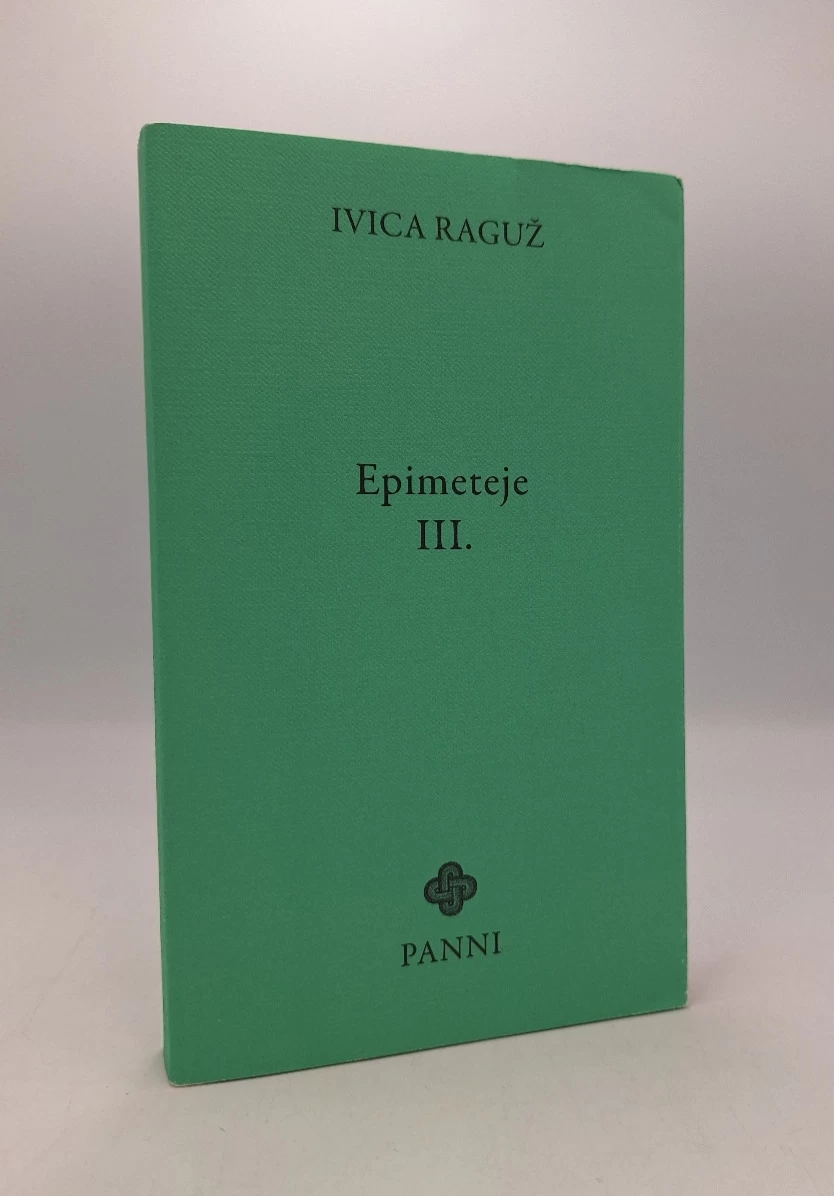 IVICA RAGUŽ
Epimeteje
III.
PANNI